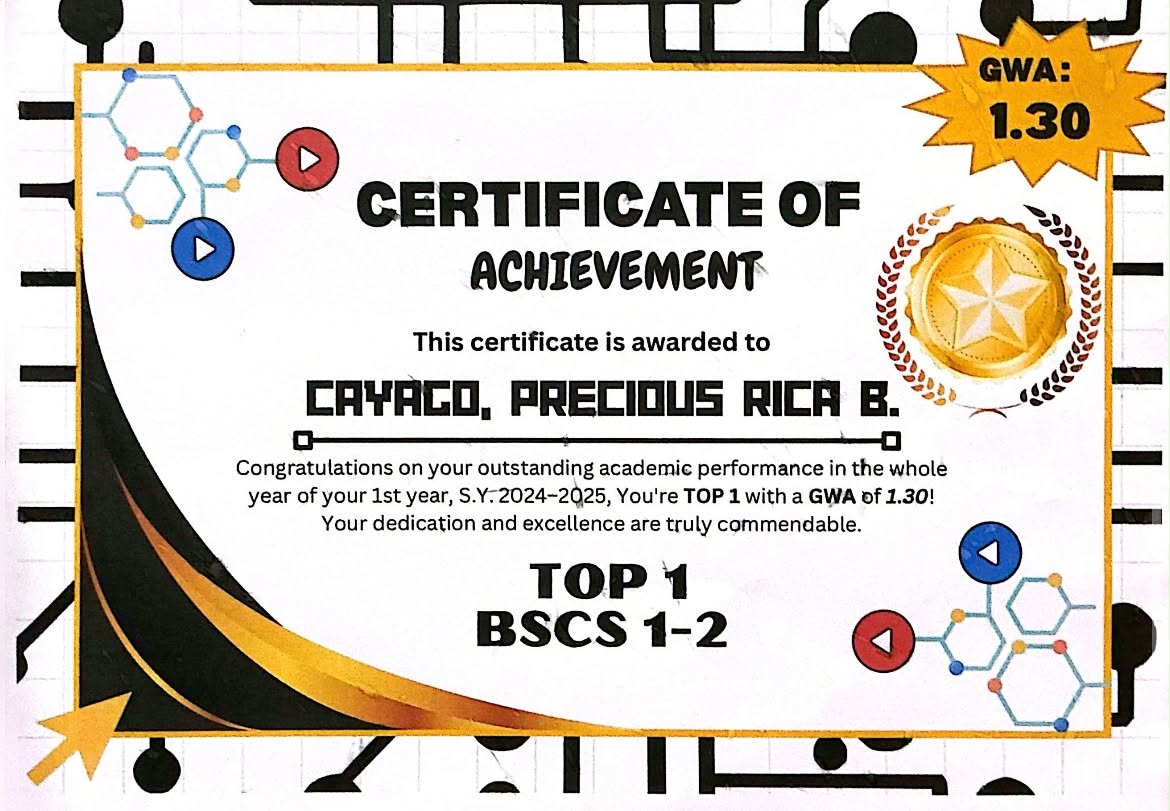 GWA:
1.30
CERTIFICATE OF
ACHIEVEMENT
This certificate is awarded to
CAYAGO, PRECIOUS RICA B.
Congratulations on your outstanding academic performance in the whole
year of your 1st year, S.Y. 2024-2025, You're TOP 1 with a GWA of 1.30!
Your dedication and excellence are truly commendable.
TOP 1
BSCS 1-2